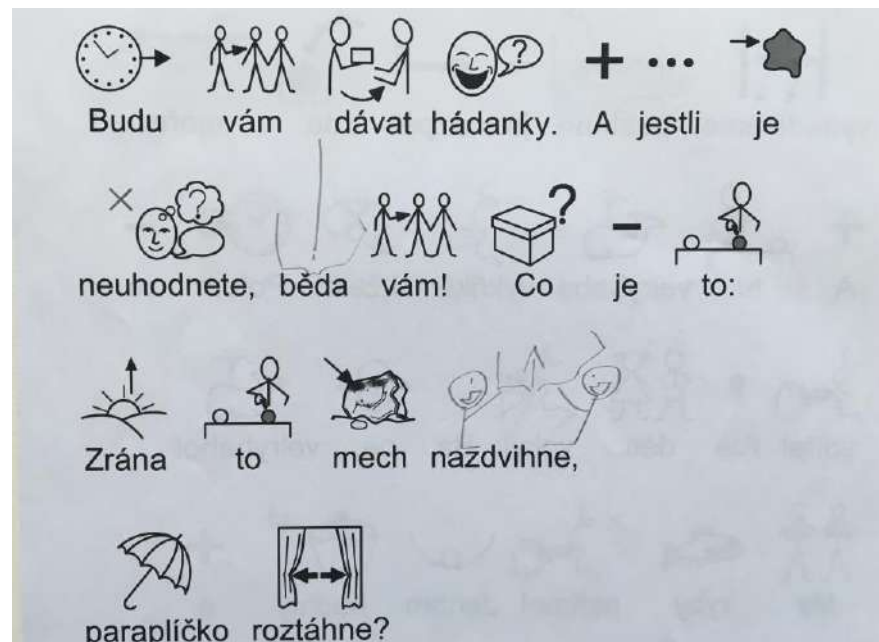 Budu vám dávat hádanky. A jestli je
neuhodnete, běda vám! Co je to:
Zrána to mech nazdvihne,
paraplíčko roztáhne?